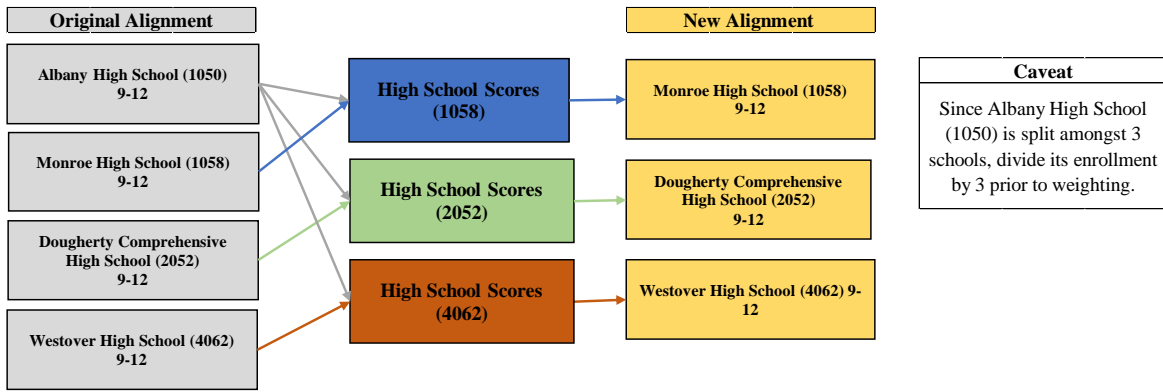 Original Alignment
Albany High School (1050)
9-12
Monroe High School (1058)
9-12
Dougherty Comprehensive
High School (2052)
9-12
Westover High School (4062)
9-12
High School Scores
(1058)
High School Scores
(2052)
High School Scores
(4062)
New Alignment
Monroe High School (1058)
9-12
Dougherty Comprehensive
High School (2052)
9-12
Westover High School (4062) 9-
12
Caveat
Since Albany High School
(1050) is split amongst 3
schools, divide its enrollment
by 3 prior to weighting.